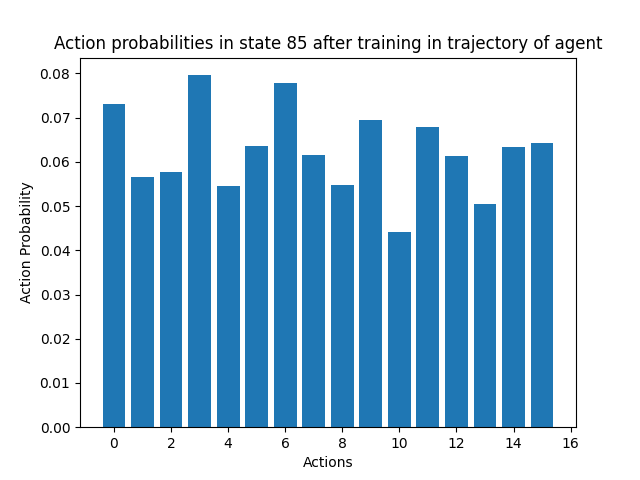 Action probabilities in state 85 after training in trajectory of agent
0.08
0.07
0.06
0.05
0.04
0.03
0.02
0.01
0.00
Action Probability
0 2 4 6 8 10 12 14 16
Actions